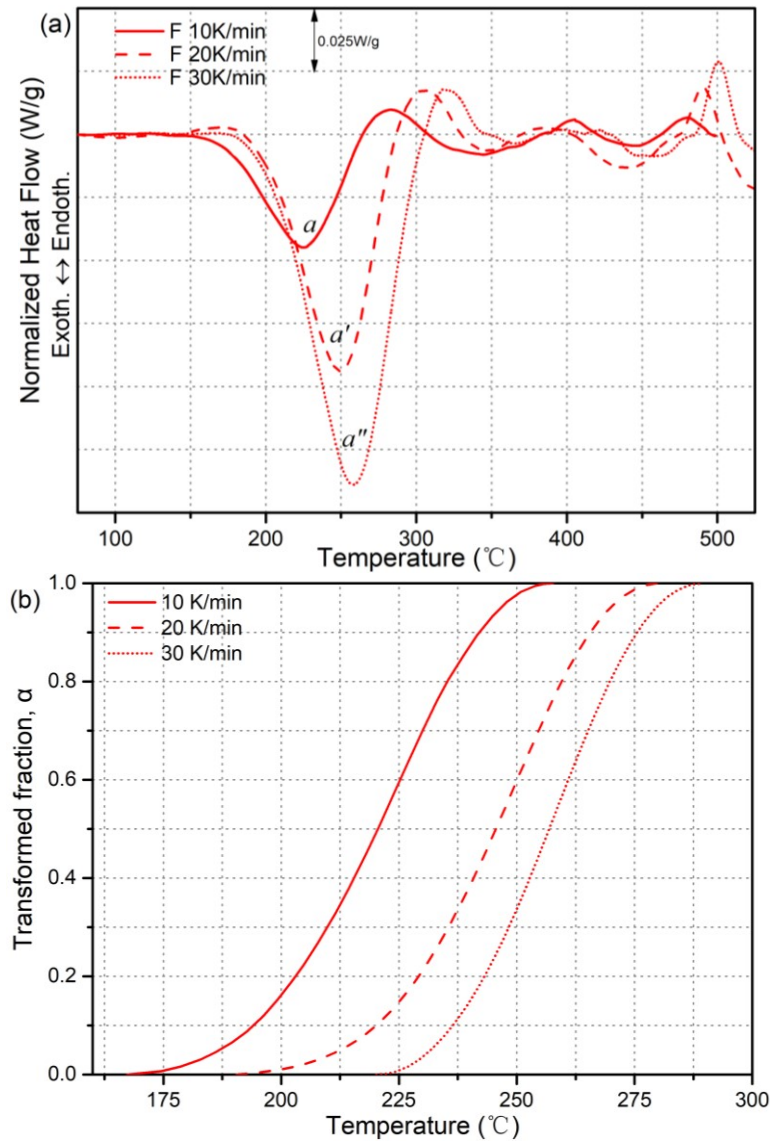 (a)
F 10K/min
F 20K/min
F 30K/min
0.025W/g
Normalized Heat Flow (W/g)
Exoth. ↔ Endoth.
a
a'
a"
100 200 300 400 500
Temperature (℃)
(b)
10 K/min
20 K/min
30 K/min
Transformed fraction, α
1.0
0.8
0.6
0.4
0.2
0.0
175 200 225 250 275 300
Temperature (℃)